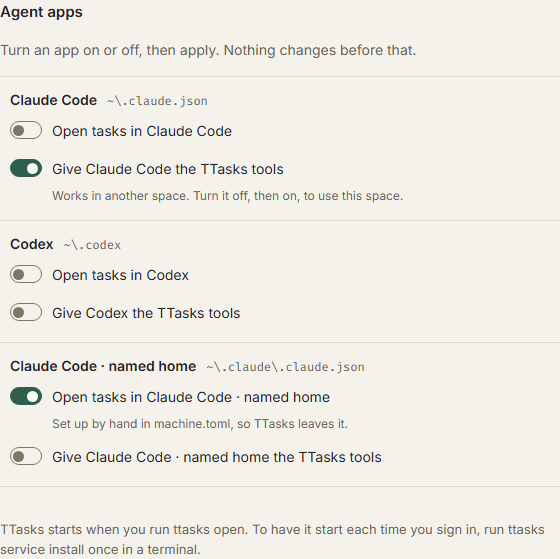 Agent apps
Turn an app on or off, then apply. Nothing changes before that.
Claude Code ~\.claude.json
Open tasks in Claude Code
Give Claude Code the TTasks tools
Works in another space. Turn it off, then on, to use this space.
Codex ~\.codex
Open tasks in Codex
Give Codex the TTasks tools
Claude Code · named home ~\.claude\.claude.json
Open tasks in Claude Code · named home
Set up by hand in machine.toml, so TTasks leaves it.
Give Claude Code · named home the TTasks tools
TTasks starts when you run ttasks open. To have it start each time you sign in, run ttasks
service install once in a terminal.